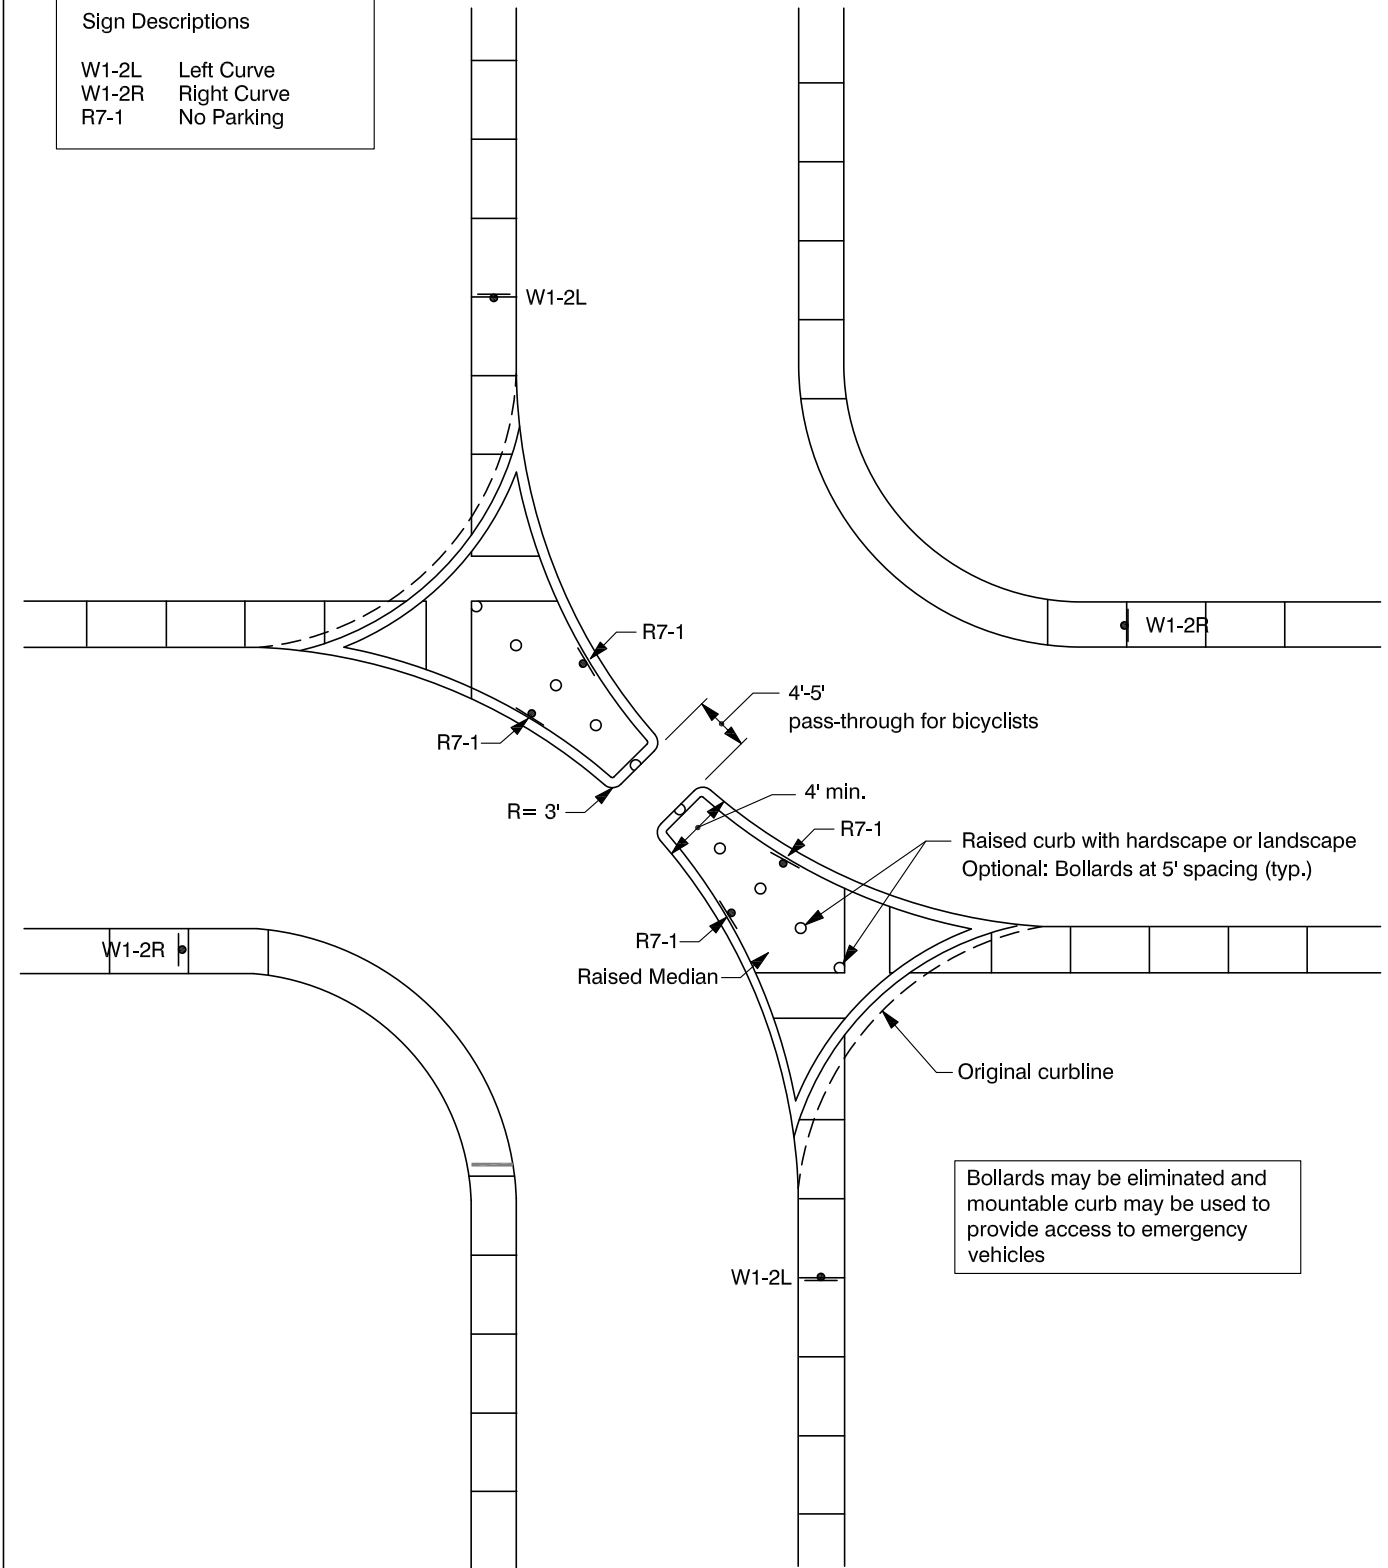 Sign Descriptions
W1-2L Left Curve
W1-2R Right Curve
R7-1 No Parking
W1-2L
W1-2R
R7-1
R7-1
4'-5'
pass-through for bicyclists
R= 3'
4' min.
R7-1
Raised curb with hardscape or landscape
Optional: Bollards at 5' spacing (typ.)
R7-1
W1-2R
Raised Median
Original curbline
Bollards may be eliminated and
mountable curb may be used to
provide access to emergency
vehicles
W1-2L